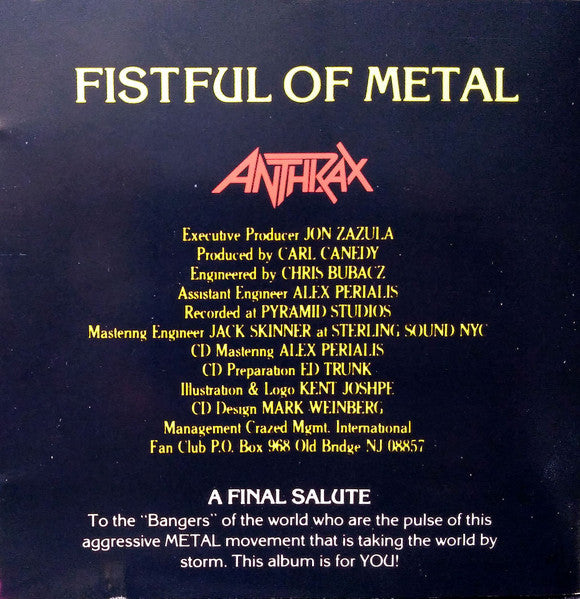 FISTFUL OF METAL
ANTHRAX
Executive Producer JON ZAZULA
Produced by CARL CANEDY
Engineered by CHRIS BUBACZ
Assistant Engineer ALEX PERIALIS
Recorded at PYRAMID STUDIOS
Mastering Engineer JACK SKINNER at STERLING SOUND NYC
CD Mastering ALEX PERIALIS
CD Preparation ED TRUNK
Illustration & Logo KENT JOSHPE
CD Design MARK WEINBERG
Management Crazed Mgmt. International
Fan Club P.O. Box 968 Old Bridge NJ 08857
A FINAL SALUTE
To the "Bangers" of the world who are the pulse of this
aggressive METAL movement that is taking the world by
storm. This album is for YOU!